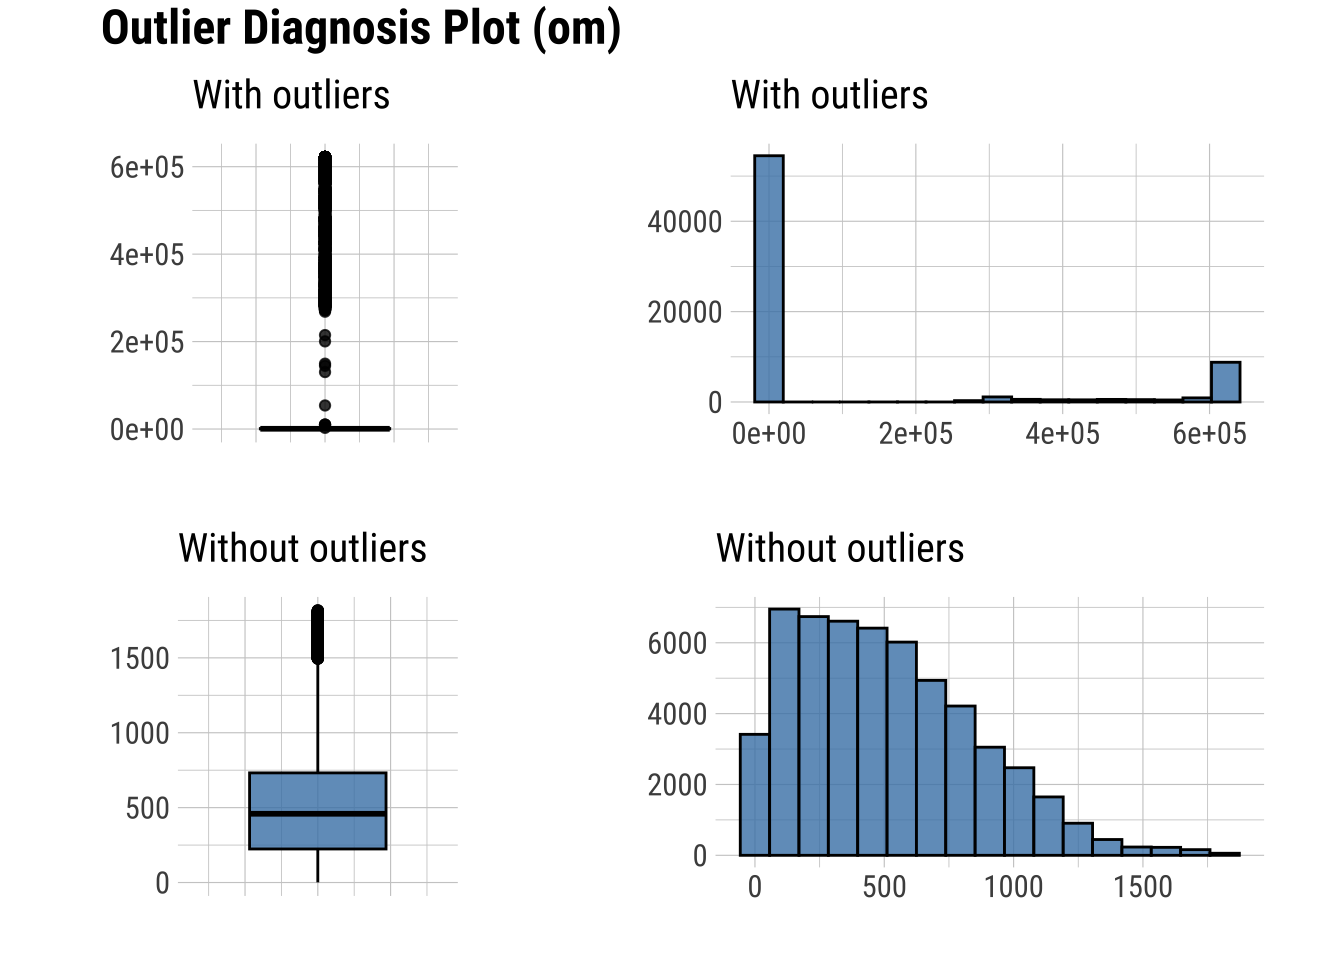 Outlier Diagnosis Plot (om)
With outliers
6e+05
4e+05
2e+05
0e+00
With outliers
40000
20000
0
0e+00 2e+05 4e+05 6e+05
Without outliers
1500
1000
500
0
Without outliers
6000
4000
2000
0
0 500 1000 1500